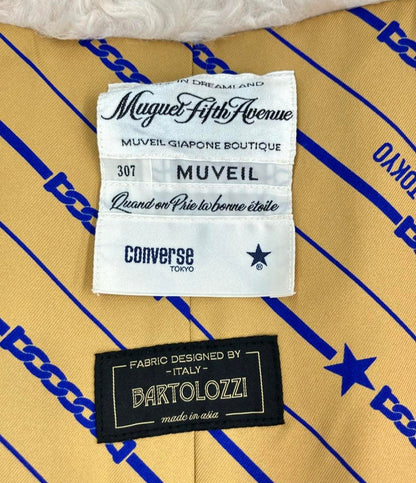 IN DREAMLAND
Muguet Fifth Avenue
MUVEIL GIAPONE BOUTIQUE
307 MUVEIL
Quand on Prie la bonne étoile
converse
TOKYO
®
TOKYO
FABRIC DESIGNED BY
-ITALY-
BARTOLOZZI
made in asia